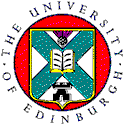 · THE · UNIVERSITY ·
OF · EDINBURGH